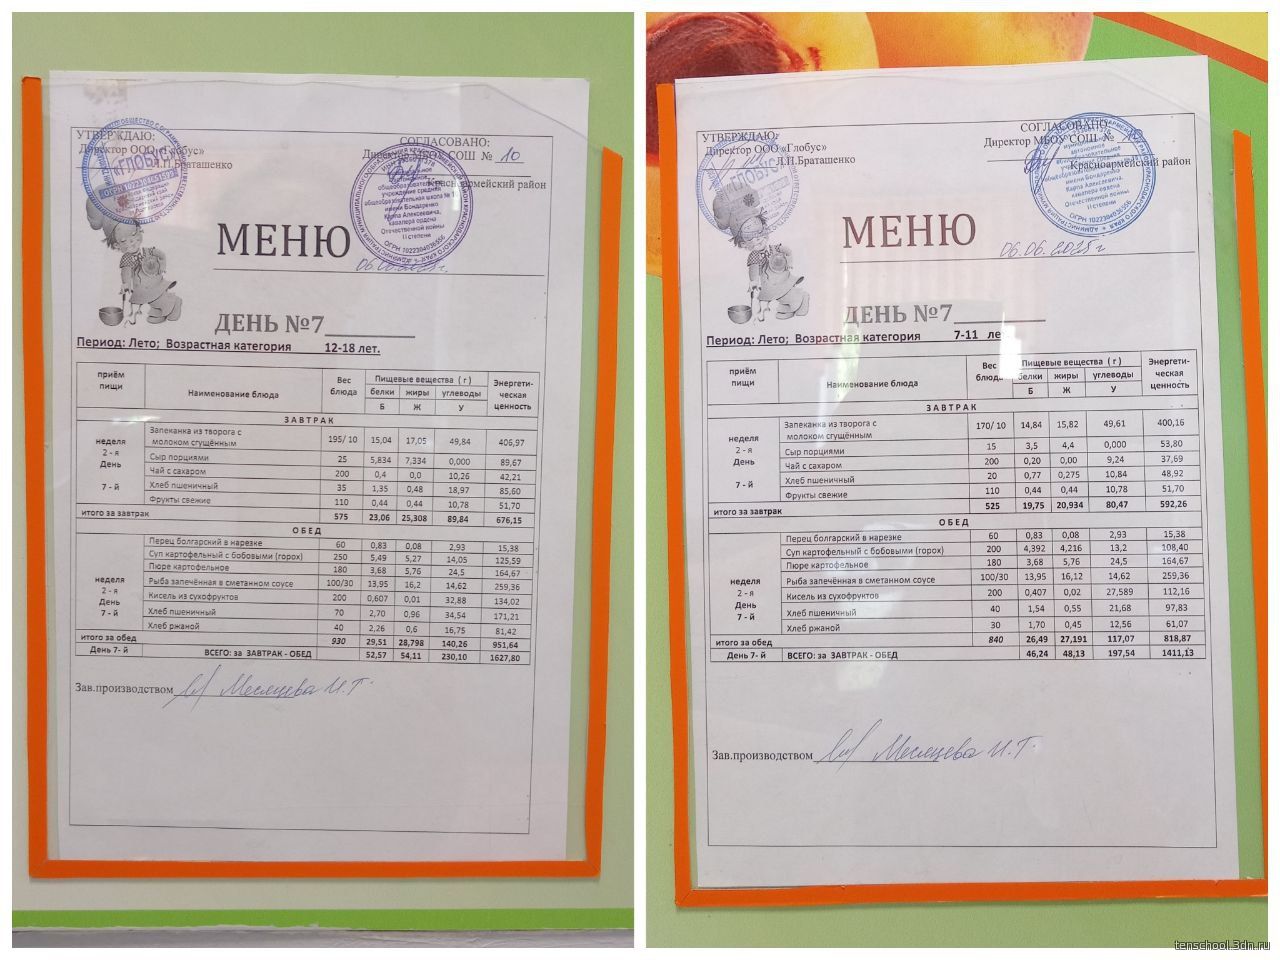 УТВЕРЖДАЮ:
Директор ООО «Глобус»
Л.П.Браташенко
СОГЛАСОВАНО:
Директор МБОУ СОШ № 10
Красноармейский район
МЕНЮ
ДЕНЬ №7
Период: Лето; Возрастная категория 12-18 лет.
приём пищи Наименование блюда Вес блюда Пищевые вещества ( г ) Энергети-ческая ценность
белки жиры углеводы
Б Ж У
ЗАВТРАК
неделя 2 - я День 7 - й
Запеканка из творога с молоком сгущённым 195/ 10 15,04 17,05 49,84 406,97
Сыр порциями 25 5,834 7,334 0,000 89,67
Чай с сахаром 200 0,4 0,0 10,26 42,21
Хлеб пшеничный 35 1,35 0,48 18,97 85,60
Фрукты свежие 110 0,44 0,44 10,78 51,70
итого за завтрак 575 23,06 25,308 89,84 676,15
ОБЕД
неделя 2 - я День 7 - й
Перец болгарский в нарезке 60 0,83 0,08 2,93 15,38
Суп картофельный с бобовыми (горох) 250 5,49 5,27 14,05 125,59
Пюре картофельное 180 3,68 5,76 24,5 164,67
Рыба запечённая в сметанном соусе 100/30 13,95 16,2 14,62 259,36
Кисель из сухофруктов 200 0,607 0,01 32,88 134,02
Хлеб пшеничный 70 2,70 0,96 34,54 171,21
Хлеб ржаной 40 2,26 0,6 16,75 81,42
итого за обед 930 29,51 28,798 140,26 951,64
День 7- й ВСЕГО: за ЗАВТРАК - ОБЕД 52,57 54,11 230,10 1627,80
Зав.производством Месяцева И.Г.
УТВЕРЖДАЮ:
Директор ООО «Глобус»
Л.П.Браташенко
СОГЛАСОВАНО:
Директор МБОУ СОШ № 10
Красноармейский район
МЕНЮ
06.06.2025 г
ДЕНЬ №7
Период: Лето; Возрастная категория 7-11 лет
приём пищи Наименование блюда Вес блюда Пищевые вещества ( г ) Энергети-ческая ценность
белки жиры углеводы
Б Ж У
ЗАВТРАК
неделя 2 - я День 7 - й
Запеканка из творога с молоком сгущённым 170/ 10 14,84 15,82 49,61 400,16
Сыр порциями 15 3,5 4,4 0,000 53,80
Чай с сахаром 200 0,20 0,00 9,24 37,69
Хлеб пшеничный 20 0,77 0,275 10,84 48,92
Фрукты свежие 110 0,44 0,44 10,78 51,70
итого за завтрак 525 19,75 20,934 80,47 592,26
ОБЕД
неделя 2 - я День 7 - й
Перец болгарский в нарезке 60 0,83 0,08 2,93 15,38
Суп картофельный с бобовыми (горох) 200 4,392 4,216 13,2 108,40
Пюре картофельное 180 3,68 5,76 24,5 164,67
Рыба запечённая в сметанном соусе 100/30 13,95 16,12 14,62 259,36
Кисель из сухофруктов 200 0,407 0,02 27,589 112,16
Хлеб пшеничный 40 1,54 0,55 21,68 97,83
Хлеб ржаной 30 1,70 0,45 12,56 61,07
итого за обед 840 26,49 27,191 117,07 818,87
День 7- й ВСЕГО: за ЗАВТРАК - ОБЕД 46,24 48,13 197,54 1411,13
Зав.производством Месяцева И.Г.
tenschool.3dn.ru